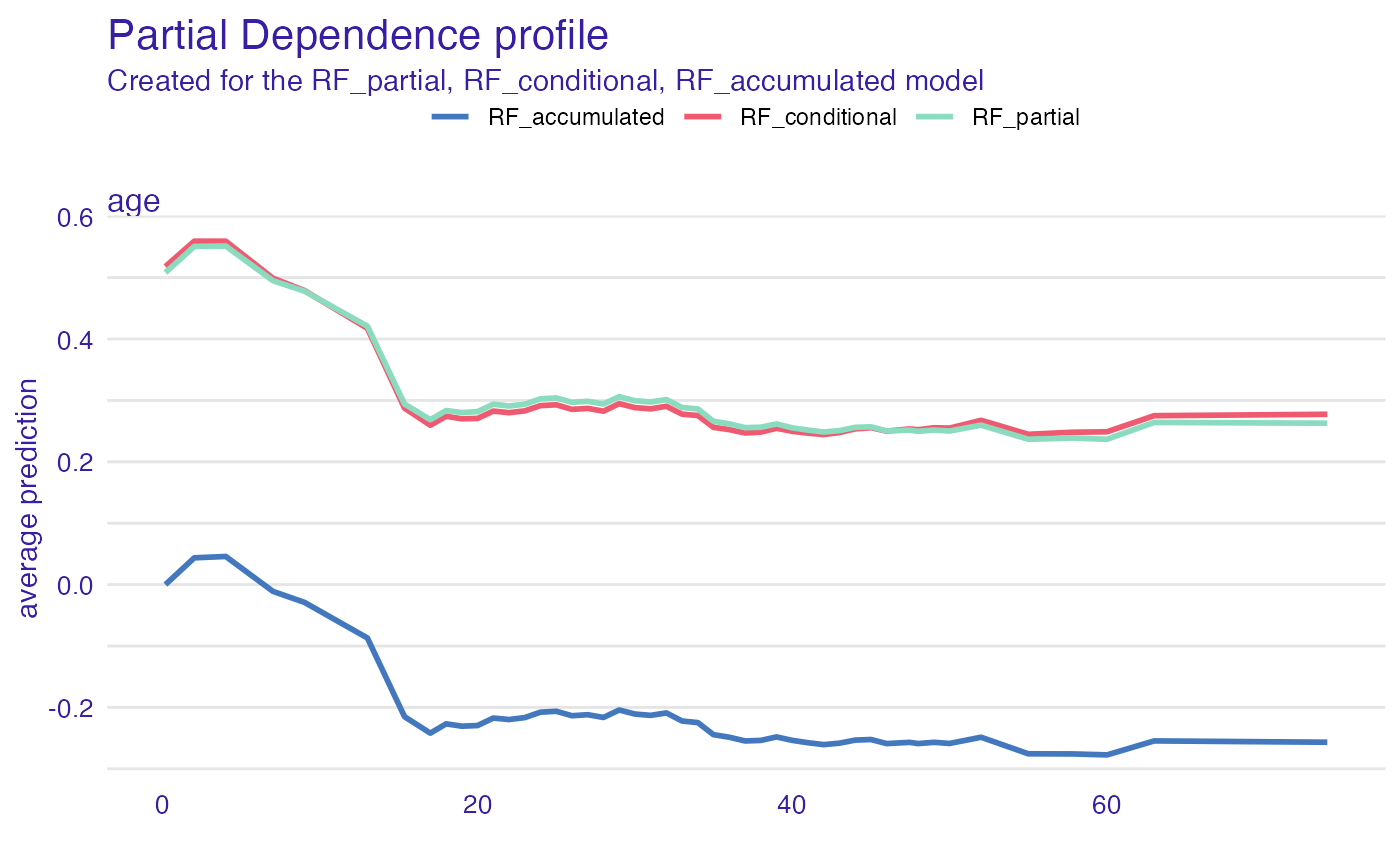 Partial Dependence profile
Created for the RF_partial, RF_conditional, RF_accumulated model
RF_accumulated RF_conditional RF_partial
age
0.6
0.4
0.2
0.0
-0.2
average prediction
0 20 40 60